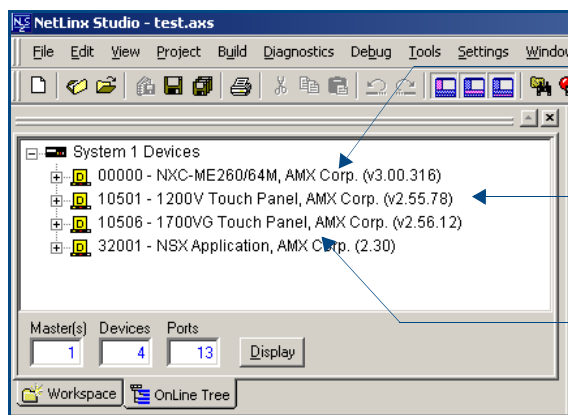 NetLinx Studio - test.axs
File Edit View Project Build Diagnostics Debug Tools Settings Window
System 1 Devices
00000 - NXC-ME260/64M, AMX Corp. (v3.00.316)
10501 - 1200V Touch Panel, AMX Corp. (v2.55.78)
10506 - 1700VG Touch Panel, AMX Corp. (v2.56.12)
32001 - NSX Application, AMX Corp. (2.30)
Master(s) Devices Ports
1 4 13 Display
Workspace OnLine Tree